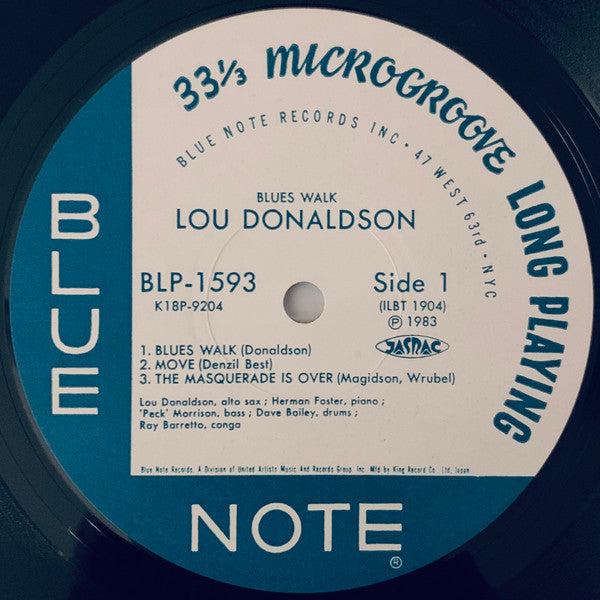 33⅓ MICROGROOVE LONG PLAYING
BLUE NOTE RECORDS INC • 47 WEST 63rd • NYC
BLUES WALK
LOU DONALDSON
BLP-1593
K18P-9204
Side 1
(ILBT 1904)
Ⓟ 1983
JASRAC
1. BLUES WALK (Donaldson)
2. MOVE (Denzil Best)
3. THE MASQUERADE IS OVER (Magidson, Wrubel)
Lou Donaldson, alto sax ; Herman Foster, piano ;
'Peck' Morrison, bass ; Dave Bailey, drums ;
Ray Barretto, conga
Blue Note Records. A Division of United Artists Music And Records Group, Inc. Mfd by King Record Co. Ltd, Japan
BLUE
NOTE
®